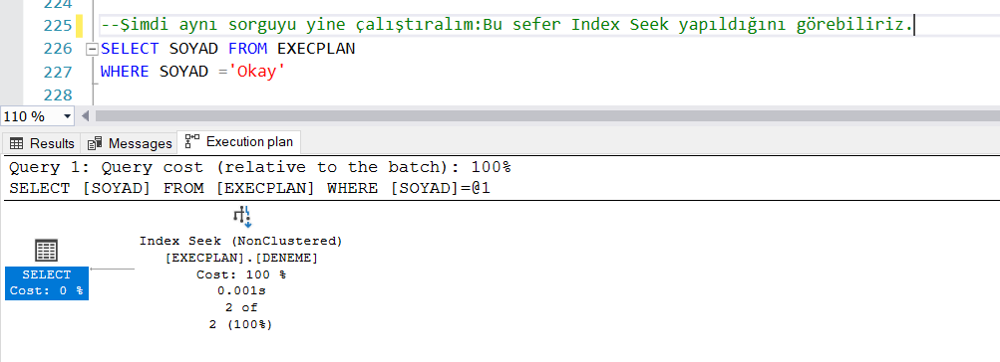 224
225 --Şimdi aynı sorguyu yine çalıştıralım:Bu sefer Index Seek yapıldığını görebiliriz.
226 SELECT SOYAD FROM EXECPLAN
227 WHERE SOYAD ='Okay'
228
110 %
Results Messages Execution plan
Query 1: Query cost (relative to the batch): 100%
SELECT [SOYAD] FROM [EXECPLAN] WHERE [SOYAD]=@1
SELECT
Cost: 0 %
Index Seek (NonClustered)
[EXECPLAN].[DENEME]
Cost: 100 %
0.001s
2 of
2 (100%)